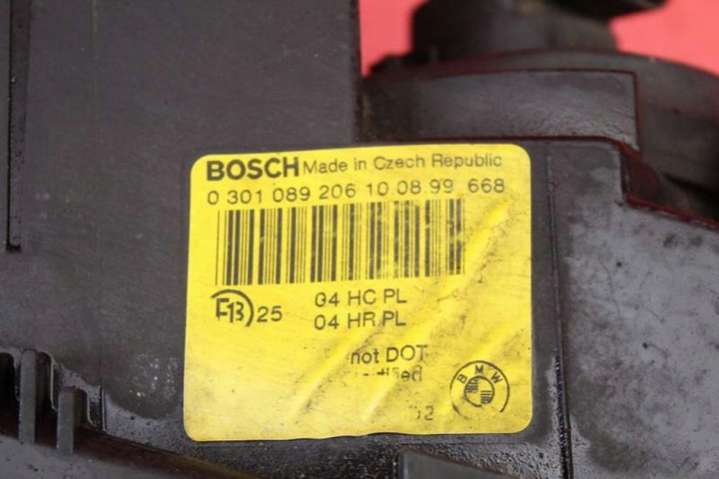 BOSCH Made in Czech Republic
0 301 089 206 10 08 99 668
E13 25
04 HC PL
04 HR PL
not DOT
BMW